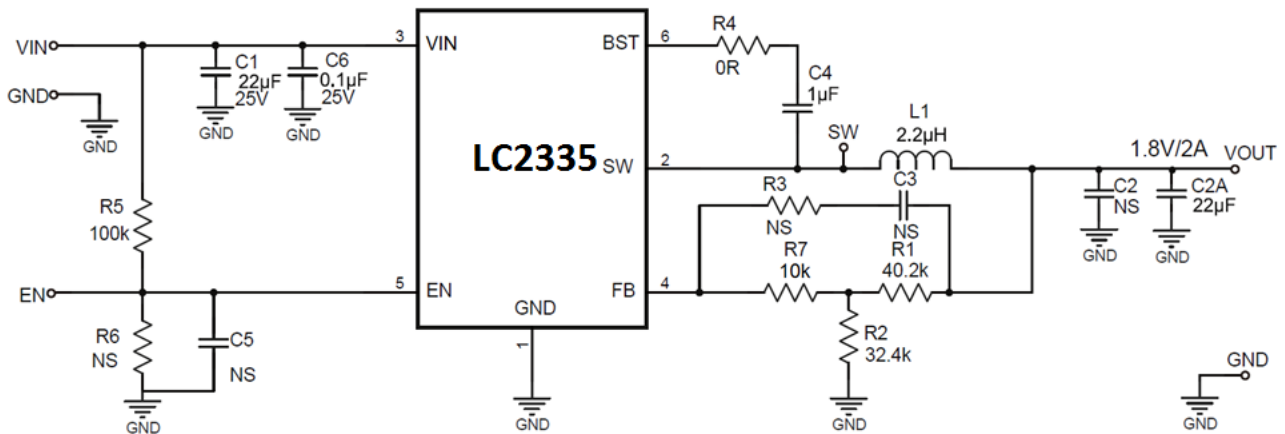 VIN
GND
GND
C1
22µF
25V
GND
C6
0.1µF
25V
GND
3
VIN
LC2335
BST
6
R4
0R
C4
1µF
SW
2
SW
L1
2.2µH
1.8V/2A
VOUT
C2
NS
GND
C2A
22µF
GND
R3
NS
C3
NS
R5
100k
R7
10k
R1
40.2k
EN
5
EN
FB
4
GND
1
GND
R6
NS
C5
NS
GND
R2
32.4k
GND
GND
GND